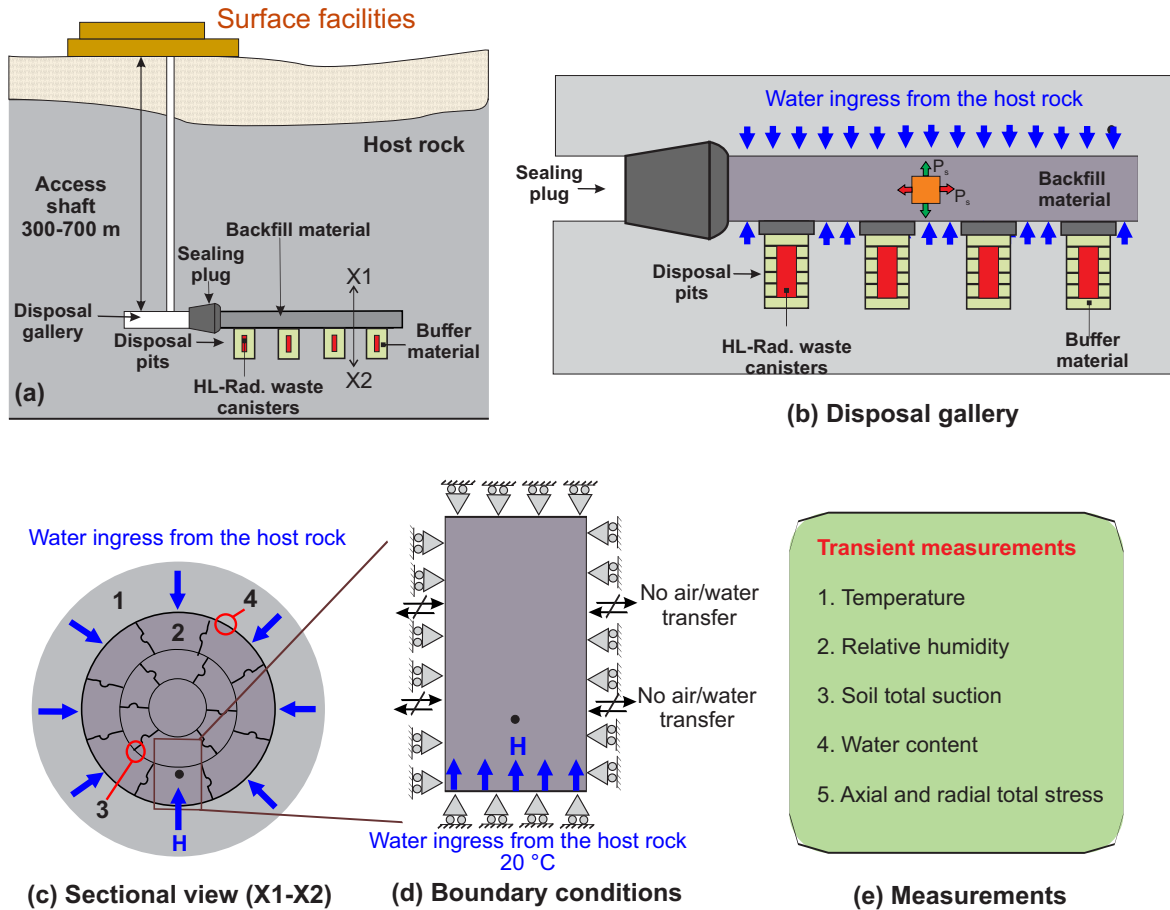 Surface facilities
Host rock
Access
shaft
300-700 m
Backfill material
Sealing
plug
X1
Disposal
gallery
Disposal
pits
Buffer
material
X2
HL-Rad. waste
canisters
(a)
Water ingress from the host rock
Sealing
plug
Ps
Ps
Backfill
material
Disposal
pits
HL-Rad. waste
canisters
Buffer
material
(b) Disposal gallery
Water ingress from the host rock
1
2
3
4
H
(c) Sectional view (X1-X2)
No air/water
transfer
No air/water
transfer
H
Water ingress from the host rock
20 °C
(d) Boundary conditions
Transient measurements
1. Temperature
2. Relative humidity
3. Soil total suction
4. Water content
5. Axial and radial total stress
(e) Measurements